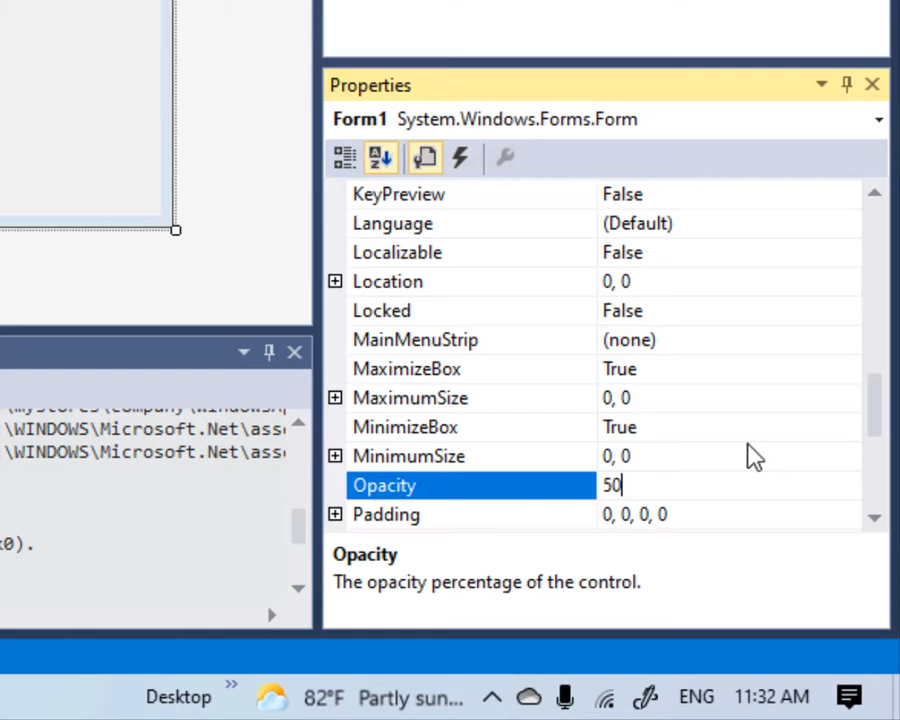 Properties
Form1 System.Windows.Forms.Form
KeyPreview False
Language (Default)
Localizable False
Location 0, 0
Locked False
MainMenuStrip (none)
MaximizeBox True
MaximumSize 0, 0
MinimizeBox True
MinimumSize 0, 0
Opacity 50
Padding 0, 0, 0, 0
Opacity
The opacity percentage of the control.
:\WINDOWS\Microsoft.Net\asse
:\WINDOWS\Microsoft.Net\asse
x0).
Desktop 82°F Partly sun... ENG 11:32 AM